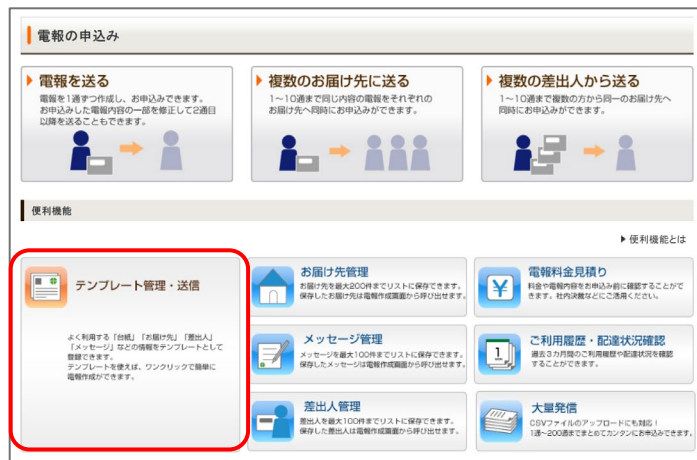 電報の申込み
電報を送る
電報を1通ずつ作成し、お申込みできます。
お申込みした電報内容の一部を修正して2通目
以降を送ることもできます。
複数のお届け先に送る
1～10通まで同じ内容の電報をそれぞれの
お届け先へ同時にお申込みができます。
複数の差出人から送る
1～10通まで複数の方から同一のお届け先へ
同時にお申込みができます。
便利機能
便利機能とは
テンプレート管理・送信
よく利用する「台紙」「お届け先」「差出人」
「メッセージ」などの情報をテンプレートとして
登録できます。
テンプレートを使えば、ワンクリックで簡単に
電報作成ができます。
お届け先管理
お届け先を最大200件までリストに保存できます。
保存したお届け先は電報作成画面から呼び出せます。
電報料金見積り
料金や電報内容をお申込み前に確認することがで
きます。社内決裁などにご活用ください。
メッセージ管理
メッセージを最大100件までリストに保存できます。
保存したメッセージは電報作成画面から呼び出せます。
1
ご利用履歴・配達状況確認
過去3カ月間のご利用履歴や配達状況を確認
することができます。
差出人管理
差出人を最大100件までリストに保存できます。
保存した差出人は電報作成画面から呼び出せます。
大量発信
CSVファイルのアップロードにも対応！
1通～200通までまとめてカンタンにお申込みできます。